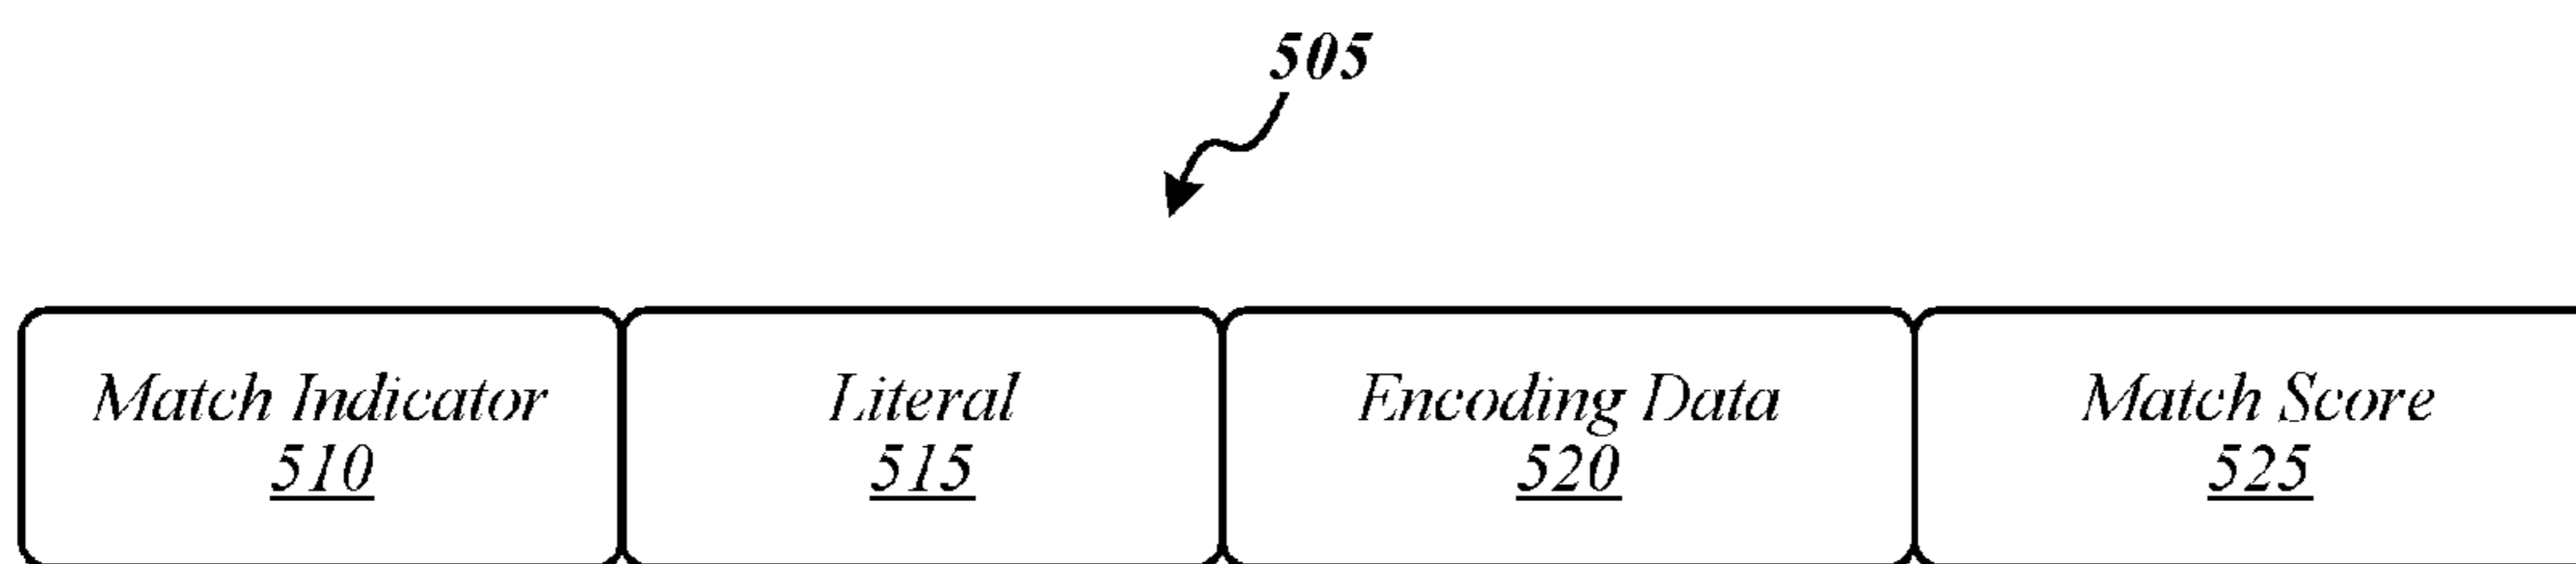 505
Match Indicator
510
Literal
515
Encoding Data
520
Match Score
525